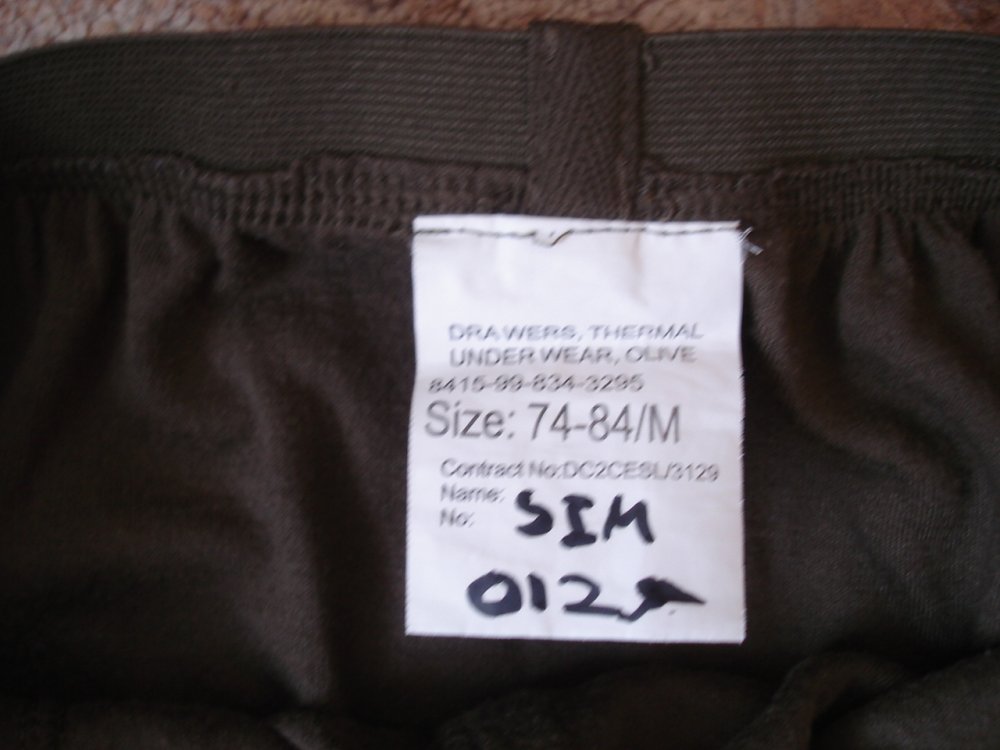 DRAWERS, THERMAL
UNDER WEAR, OLIVE
8415-99-834-3295
Size: 74-84/M
Contract No:DC2CESL/3129
Name: SIM
No:
012